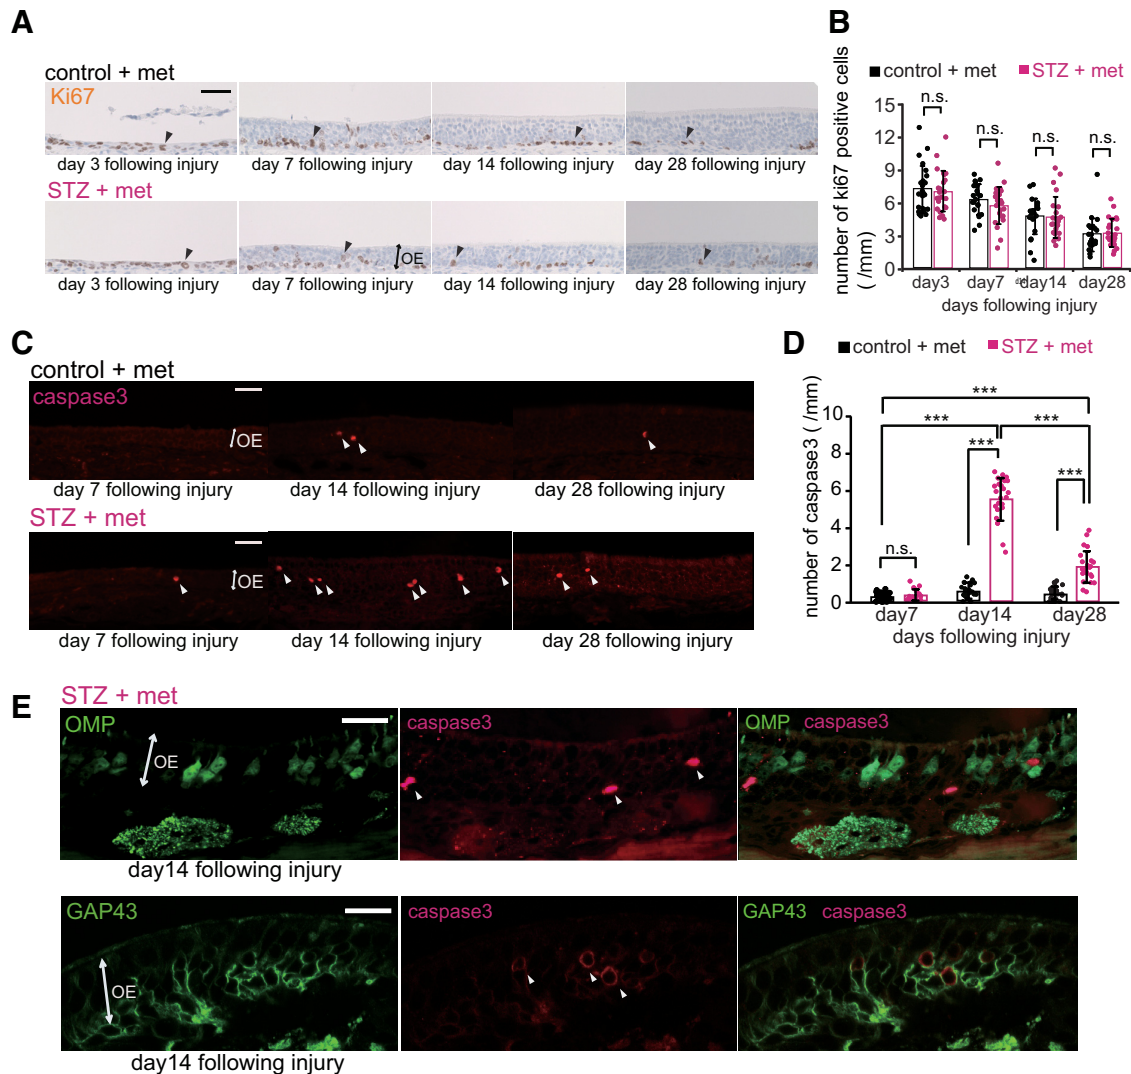 A
control + met
Ki67
day 3 following injury
day 7 following injury
day 14 following injury
day 28 following injury
STZ + met
OE
day 3 following injury
day 7 following injury
day 14 following injury
day 28 following injury
B
control + met
STZ + met
number of ki67 positive cells
( /mm)
15
12
9
6
3
0
n.s.
n.s.
n.s.
n.s.
day3
day7
day14
day28
days following injury
C
control + met
caspase3
OE
day 7 following injury
day 14 following injury
day 28 following injury
STZ + met
OE
day 7 following injury
day 14 following injury
day 28 following injury
D
control + met
STZ + met
number of caspase3 ( /mm)
10
8
6
4
2
0
***
***
***
***
***
n.s.
day7
day14
day28
days following injury
E
STZ + met
OMP
OE
caspase3
OMP caspase3
day14 following injury
GAP43
OE
caspase3
GAP43 caspase3
day14 following injury